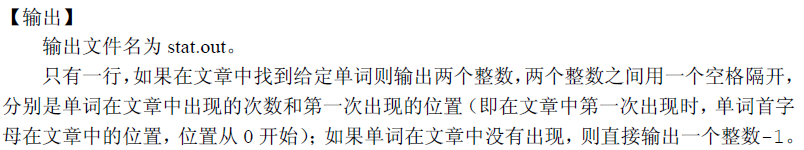 【输出】
输出文件名为 stat.out。
只有一行，如果在文章中找到给定单词则输出两个整数，两个整数之间用一个空格隔开，
分别是单词在文章中出现的次数和第一次出现的位置（即在文章中第一次出现时，单词首字
母在文章中的位置，位置从 0 开始）；如果单词在文章中没有出现，则直接输出一个整数-1。